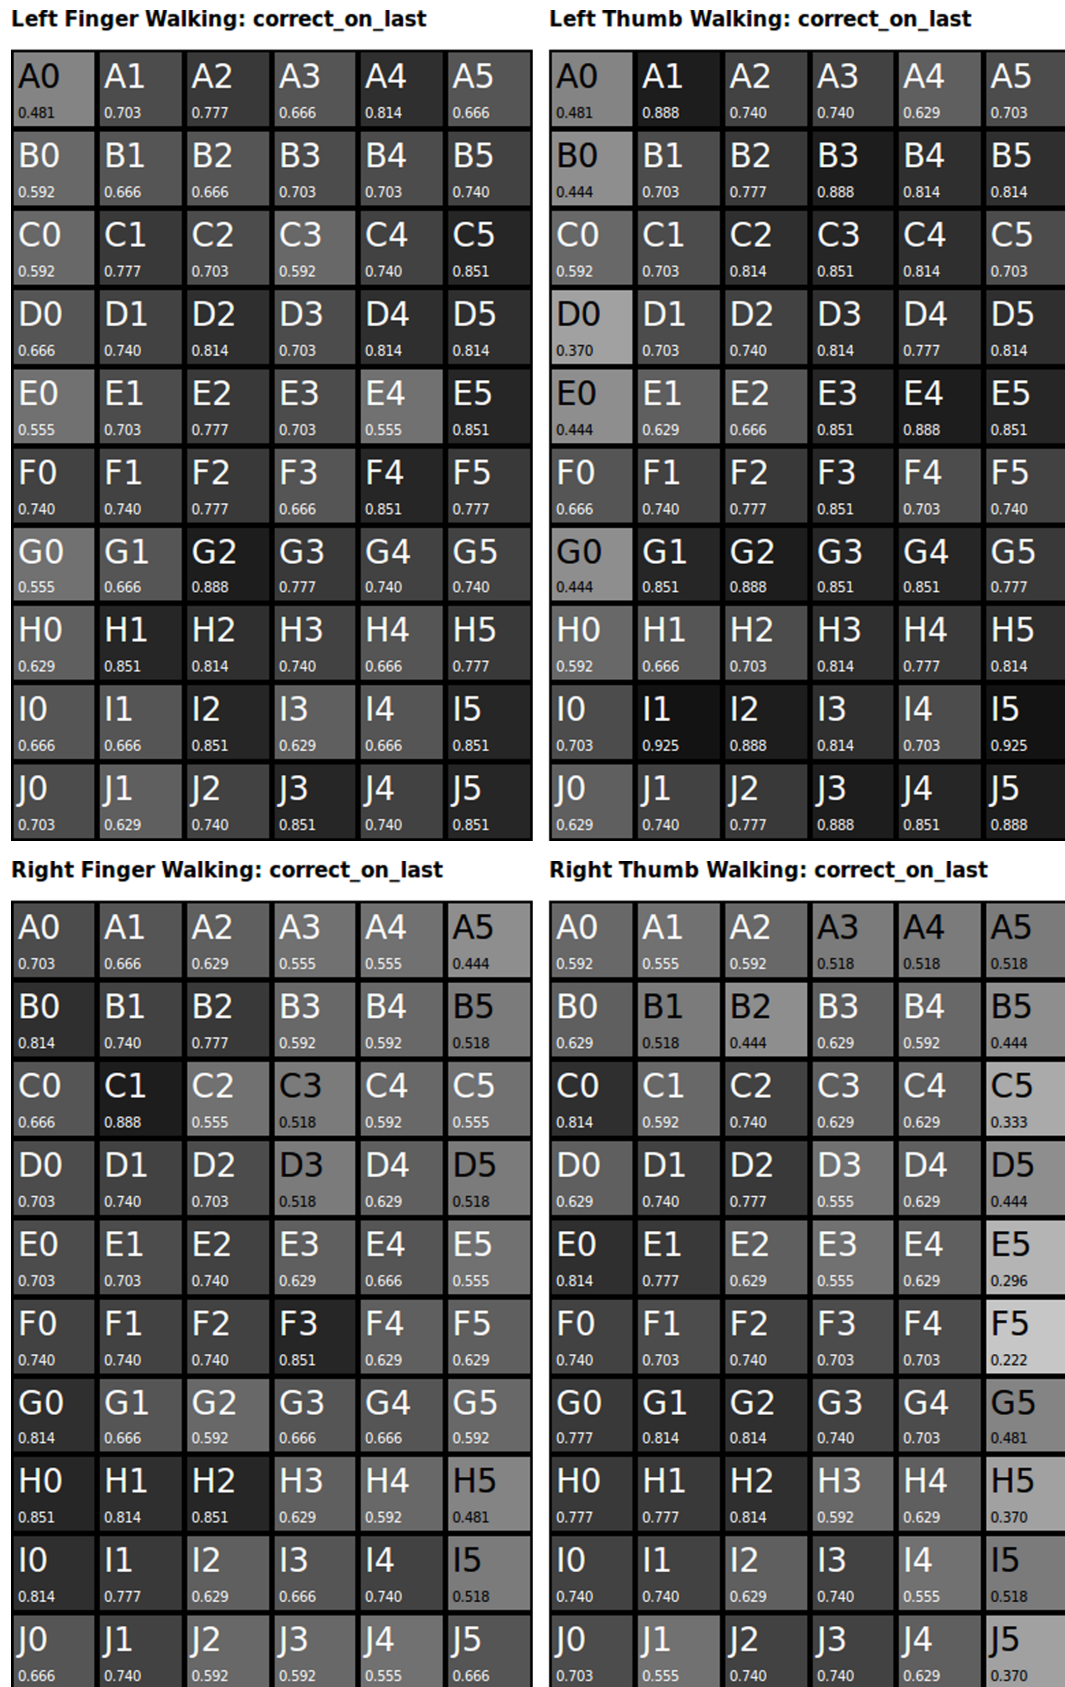 Left Finger Walking: correct_on_last
A0 A1 A2 A3 A4 A5
0.481 0.703 0.777 0.666 0.814 0.666
B0 B1 B2 B3 B4 B5
0.592 0.666 0.666 0.703 0.703 0.740
C0 C1 C2 C3 C4 C5
0.592 0.777 0.703 0.592 0.740 0.851
D0 D1 D2 D3 D4 D5
0.666 0.740 0.814 0.703 0.814 0.814
E0 E1 E2 E3 E4 E5
0.555 0.703 0.777 0.703 0.555 0.851
F0 F1 F2 F3 F4 F5
0.740 0.740 0.777 0.666 0.851 0.777
G0 G1 G2 G3 G4 G5
0.555 0.666 0.888 0.777 0.740 0.740
H0 H1 H2 H3 H4 H5
0.629 0.851 0.814 0.740 0.666 0.777
I0 I1 I2 I3 I4 I5
0.666 0.666 0.851 0.629 0.666 0.851
J0 J1 J2 J3 J4 J5
0.703 0.629 0.740 0.851 0.740 0.851
Left Thumb Walking: correct_on_last
A0 A1 A2 A3 A4 A5
0.481 0.888 0.740 0.740 0.629 0.703
B0 B1 B2 B3 B4 B5
0.444 0.703 0.777 0.888 0.814 0.814
C0 C1 C2 C3 C4 C5
0.592 0.703 0.814 0.851 0.814 0.703
D0 D1 D2 D3 D4 D5
0.370 0.703 0.740 0.814 0.777 0.814
E0 E1 E2 E3 E4 E5
0.444 0.629 0.666 0.851 0.888 0.851
F0 F1 F2 F3 F4 F5
0.666 0.740 0.777 0.851 0.703 0.740
G0 G1 G2 G3 G4 G5
0.444 0.851 0.888 0.851 0.851 0.777
H0 H1 H2 H3 H4 H5
0.592 0.666 0.703 0.814 0.777 0.814
I0 I1 I2 I3 I4 I5
0.703 0.925 0.888 0.814 0.703 0.925
J0 J1 J2 J3 J4 J5
0.629 0.740 0.777 0.888 0.851 0.888
Right Finger Walking: correct_on_last
A0 A1 A2 A3 A4 A5
0.703 0.666 0.629 0.555 0.555 0.444
B0 B1 B2 B3 B4 B5
0.814 0.740 0.777 0.592 0.592 0.518
C0 C1 C2 C3 C4 C5
0.666 0.888 0.555 0.518 0.592 0.555
D0 D1 D2 D3 D4 D5
0.703 0.740 0.703 0.518 0.629 0.518
E0 E1 E2 E3 E4 E5
0.703 0.703 0.740 0.629 0.666 0.555
F0 F1 F2 F3 F4 F5
0.740 0.740 0.740 0.851 0.629 0.629
G0 G1 G2 G3 G4 G5
0.814 0.666 0.592 0.666 0.666 0.592
H0 H1 H2 H3 H4 H5
0.851 0.814 0.851 0.629 0.592 0.481
I0 I1 I2 I3 I4 I5
0.814 0.777 0.629 0.666 0.740 0.518
J0 J1 J2 J3 J4 J5
0.666 0.740 0.592 0.592 0.555 0.666
Right Thumb Walking: correct_on_last
A0 A1 A2 A3 A4 A5
0.592 0.555 0.592 0.518 0.518 0.518
B0 B1 B2 B3 B4 B5
0.629 0.518 0.444 0.629 0.592 0.444
C0 C1 C2 C3 C4 C5
0.814 0.592 0.740 0.629 0.629 0.333
D0 D1 D2 D3 D4 D5
0.629 0.740 0.777 0.555 0.629 0.444
E0 E1 E2 E3 E4 E5
0.814 0.777 0.629 0.555 0.629 0.296
F0 F1 F2 F3 F4 F5
0.740 0.703 0.740 0.703 0.703 0.222
G0 G1 G2 G3 G4 G5
0.777 0.814 0.814 0.740 0.703 0.481
H0 H1 H2 H3 H4 H5
0.777 0.777 0.814 0.592 0.629 0.370
I0 I1 I2 I3 I4 I5
0.740 0.740 0.629 0.740 0.555 0.518
J0 J1 J2 J3 J4 J5
0.703 0.555 0.740 0.740 0.629 0.370